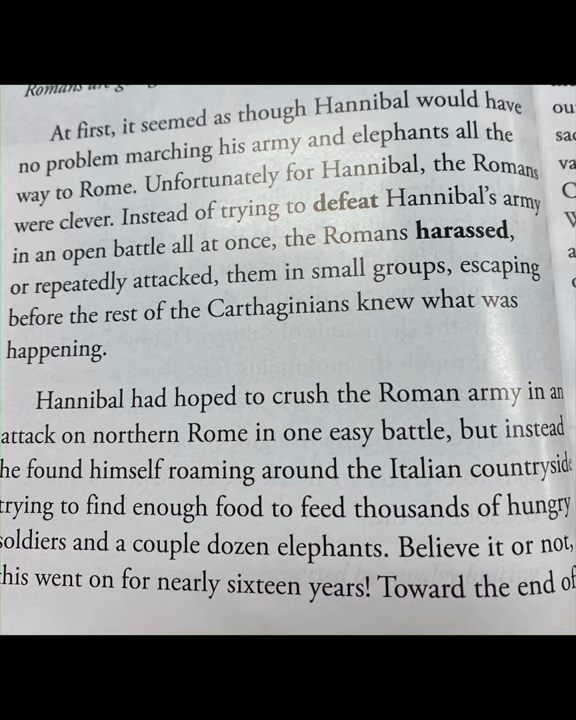 Romans are
At first, it seemed as though Hannibal would have
no problem marching his army and elephants all the
way to Rome. Unfortunately for Hannibal, the Romans
were clever. Instead of trying to defeat Hannibal's army
in an open battle all at once, the Romans harassed,
or repeatedly attacked, them in small groups, escaping
before the rest of the Carthaginians knew what was
happening.
Hannibal had hoped to crush the Roman army in an
attack on northern Rome in one easy battle, but instead
he found himself roaming around the Italian countryside
trying to find enough food to feed thousands of hungry
soldiers and a couple dozen elephants. Believe it or not,
this went on for nearly sixteen years! Toward the end of